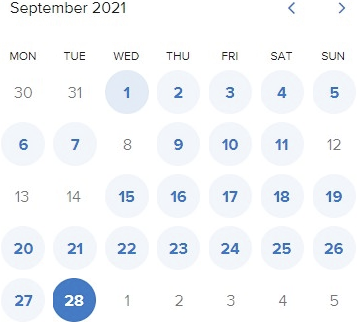 September 2021
MON TUE WED THU FRI SAT SUN
30 31 1 2 3 4 5
6 7 8 9 10 11 12
13 14 15 16 17 18 19
20 21 22 23 24 25 26
27 28 1 2 3 4 5